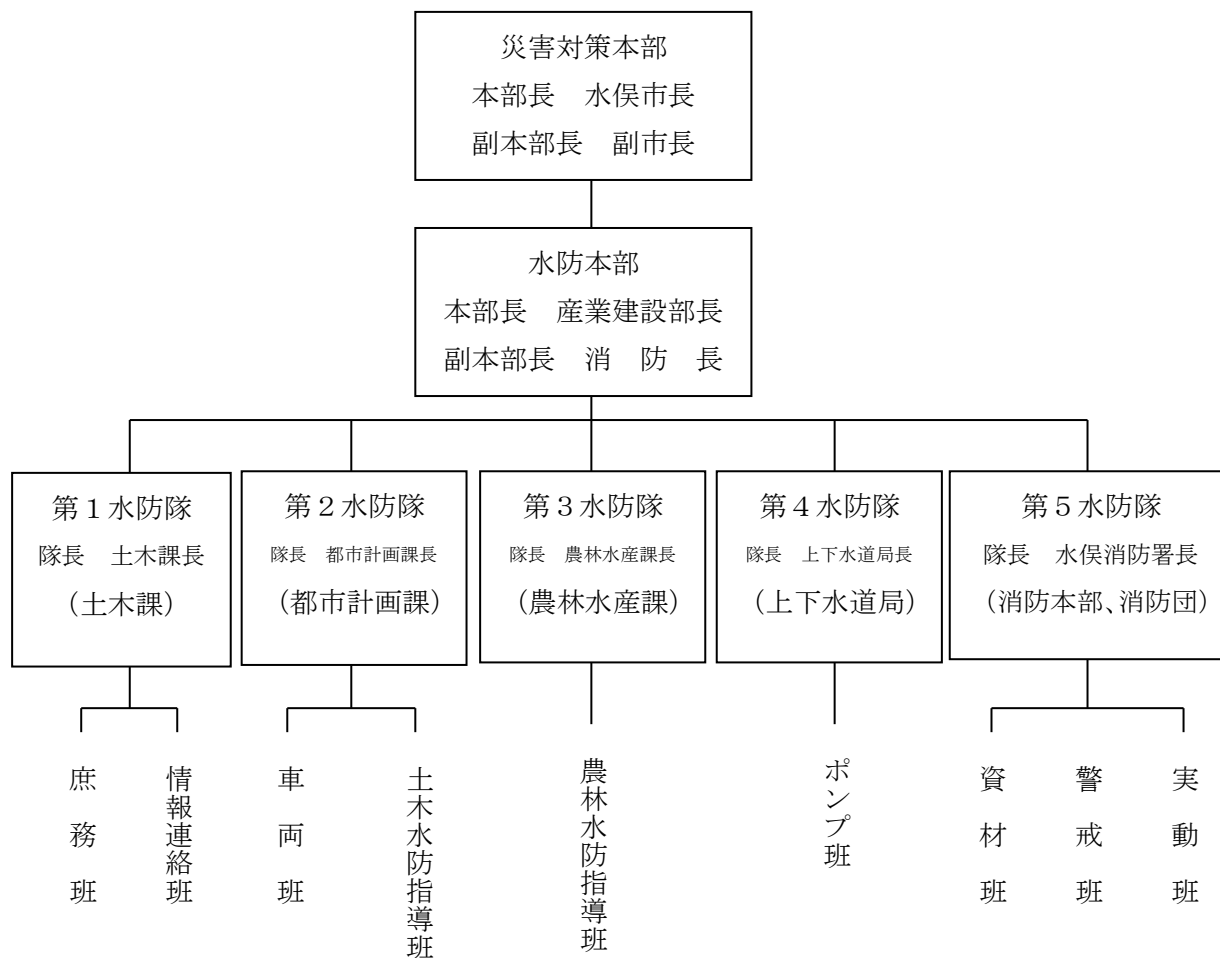 災害対策本部
本部長　水俣市長
副本部長　副市長
水防本部
本部長　産業建設部長
副本部長　消　防　長
第１水防隊
隊長　土木課長
（土木課）
第２水防隊
隊長　都市計画課長
（都市計画課）
第３水防隊
隊長　農林水産課長
（農林水産課）
第４水防隊
隊長　上下水道局長
（上下水道局）
第５水防隊
隊長　水俣消防署長
（消防本部、消防団）
庶務班
情報連絡班
車両班
土木水防指導班
農林水防指導班
ポンプ班
資材班
警戒班
実動班